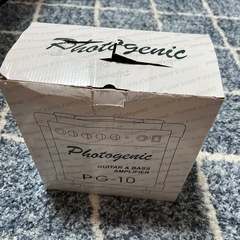 Photogenic
Photogenic
GUITAR & BASS
AMPLIFIER
PG-10